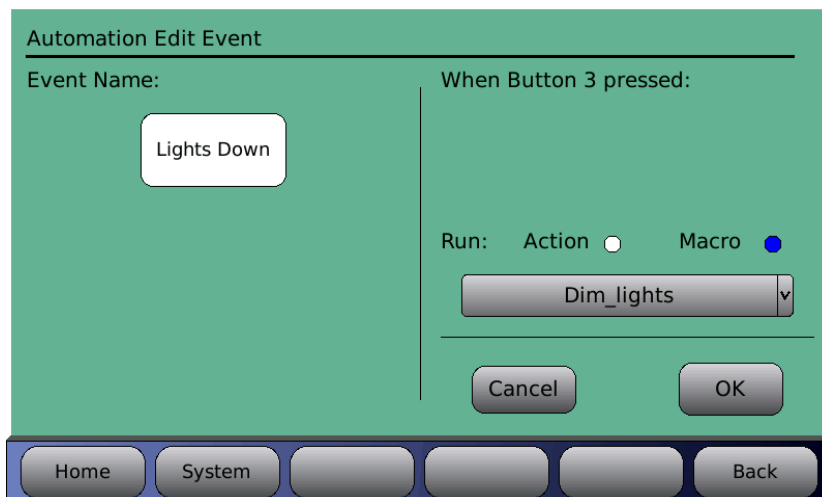 Automation Edit Event
Event Name:
Lights Down
When Button 3 pressed:
Run: Action Macro
Dim_lights
Cancel OK
Home System Back